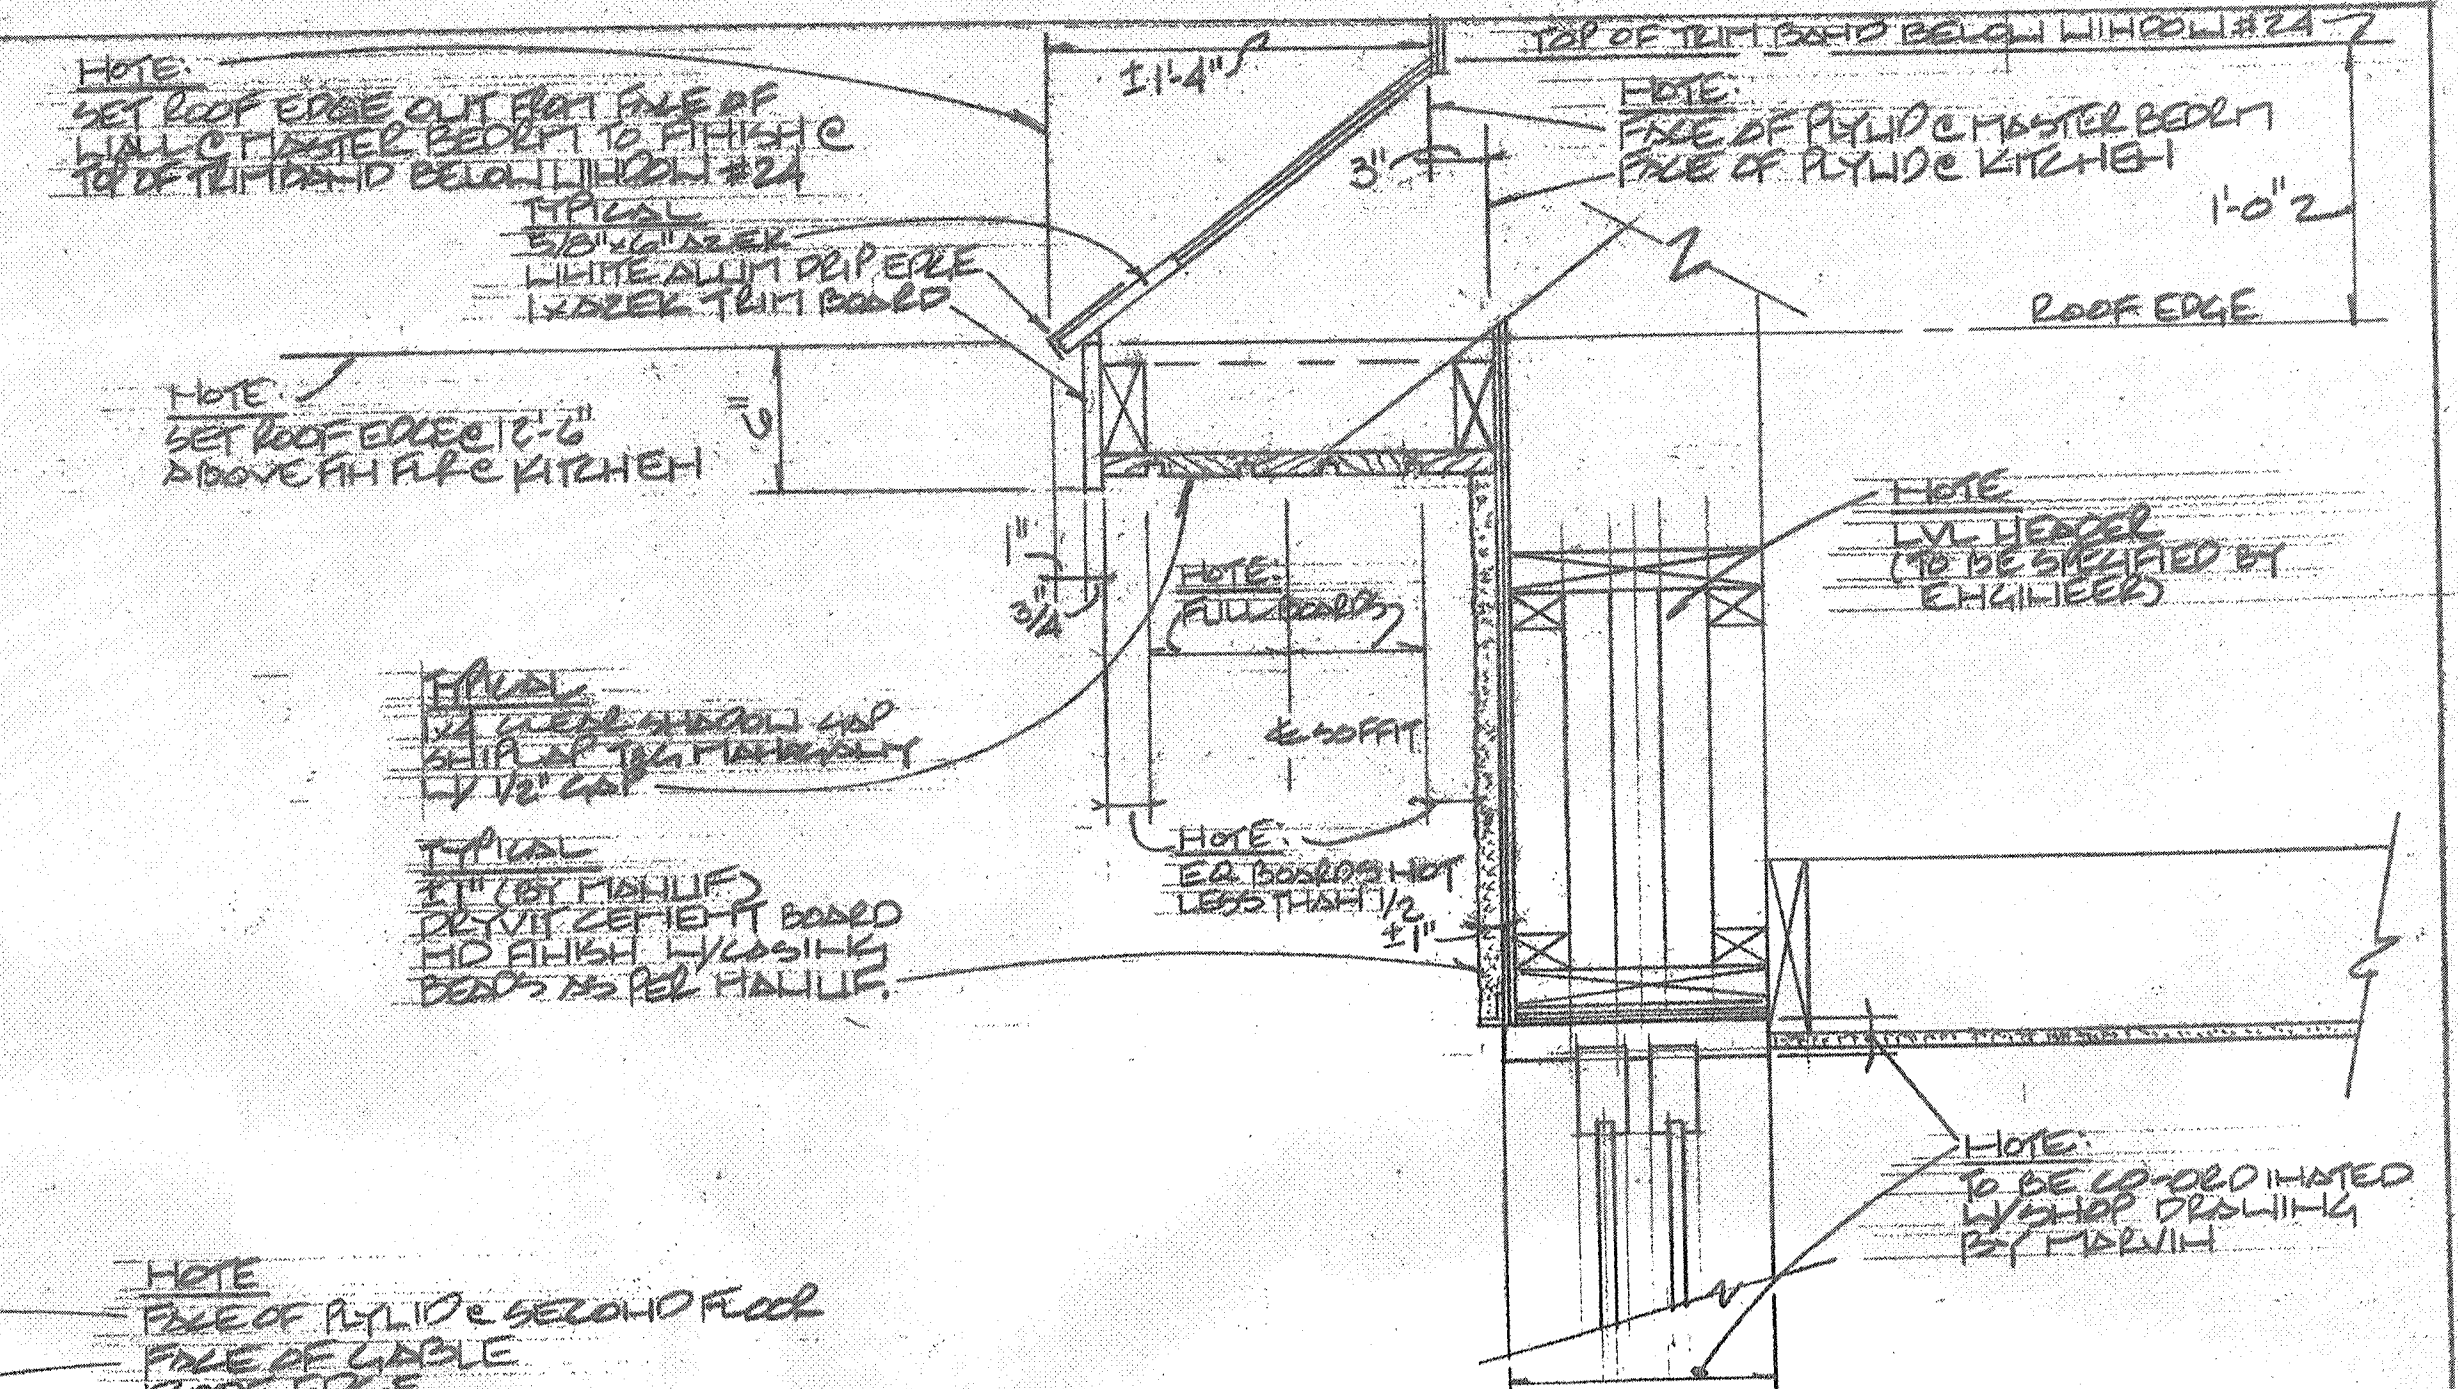 NOTE:
SET ROOF EDGE OUT FROM FACE OF
WALL @ MASTER BEDRM TO FINISH @
TOP OF TRIM BAND BELOW WINDOW #24
±1'-4"
TOP OF TRIM BAND BELOW WINDOW #24
NOTE:
FACE OF PLYWD @ MASTER BEDRM
FACE OF PLYWD @ KITCHEN
3"
1'-0"
TYPICAL
5/8"x6" AZEK
WHITE ALUM DRIP EDGE
1x AZEK TRIM BOARD
ROOF EDGE
NOTE:
SET ROOF EDGE @ 12'-6"
ABOVE FIN FLR @ KITCHEN
6"
NOTE
LVL HEADER
(TO BE SPECIFIED BY
ENGINEER)
1"
3/4"
NOTE:
FULL BOARDS
℄ SOFFIT
TYPICAL
CLEAR SHADOW GAP
SHIPLAP T&G MAHOGANY
W/ 1/2" GAP
NOTE:
EQ BOARDS NOT
LESS THAN 1/2
±1"
TYPICAL
±1" (BY MANUF)
DRYVIT CEMENT BOARD
HD FINISH W/CASING
BEADS AS PER MANUF.
NOTE:
TO BE CO-ORDINATED
W/SHOP DRAWING
BY MARVIN
NOTE
FACE OF PLYWD @ SECOND FLOOR
FACE OF GABLE